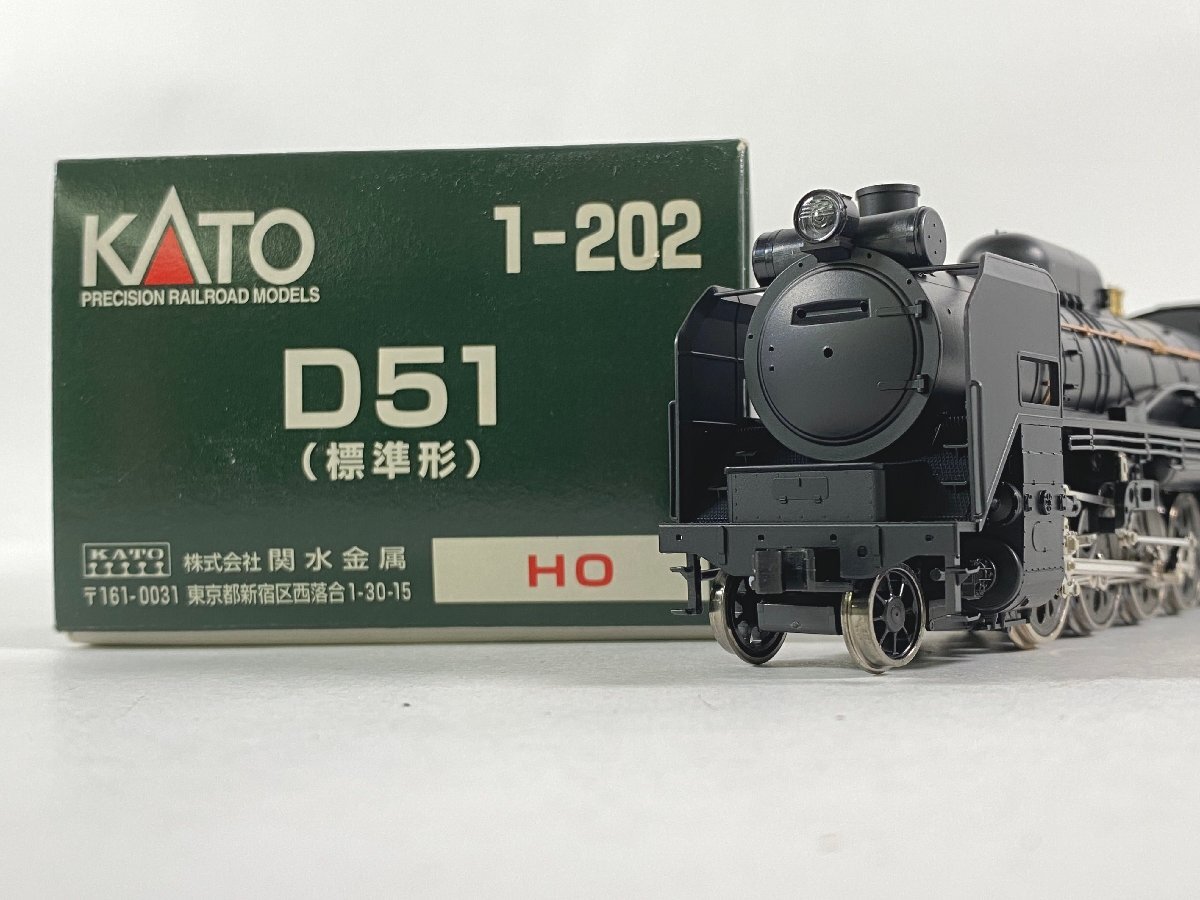 KATO
PRECISION RAILROAD MODELS
1-202
D51
(標準形)
KATO
株式会社 関水金属
〒161-0031 東京都新宿区西落合1-30-15
HO